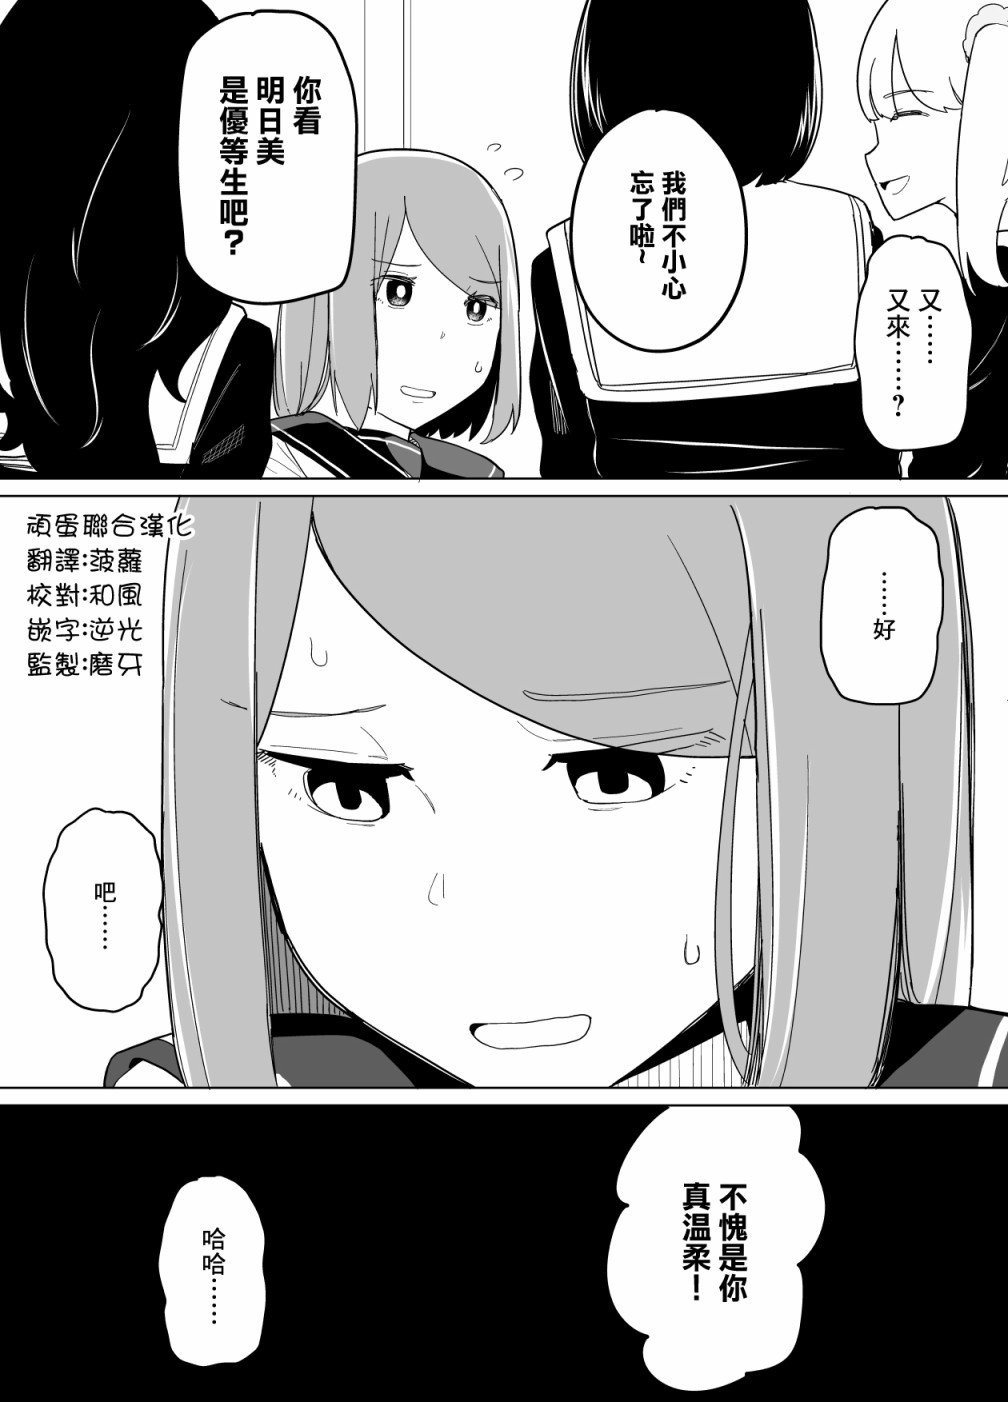 我們不小心
忘了啦~
又……
又來……?
你看
明日美
是優等生吧?
頑蛋聯合漢化
翻譯:菠蘿
校對:和風
嵌字:逆光
監製:磨牙
……好
吧……
不愧是你
真温柔!
哈哈……